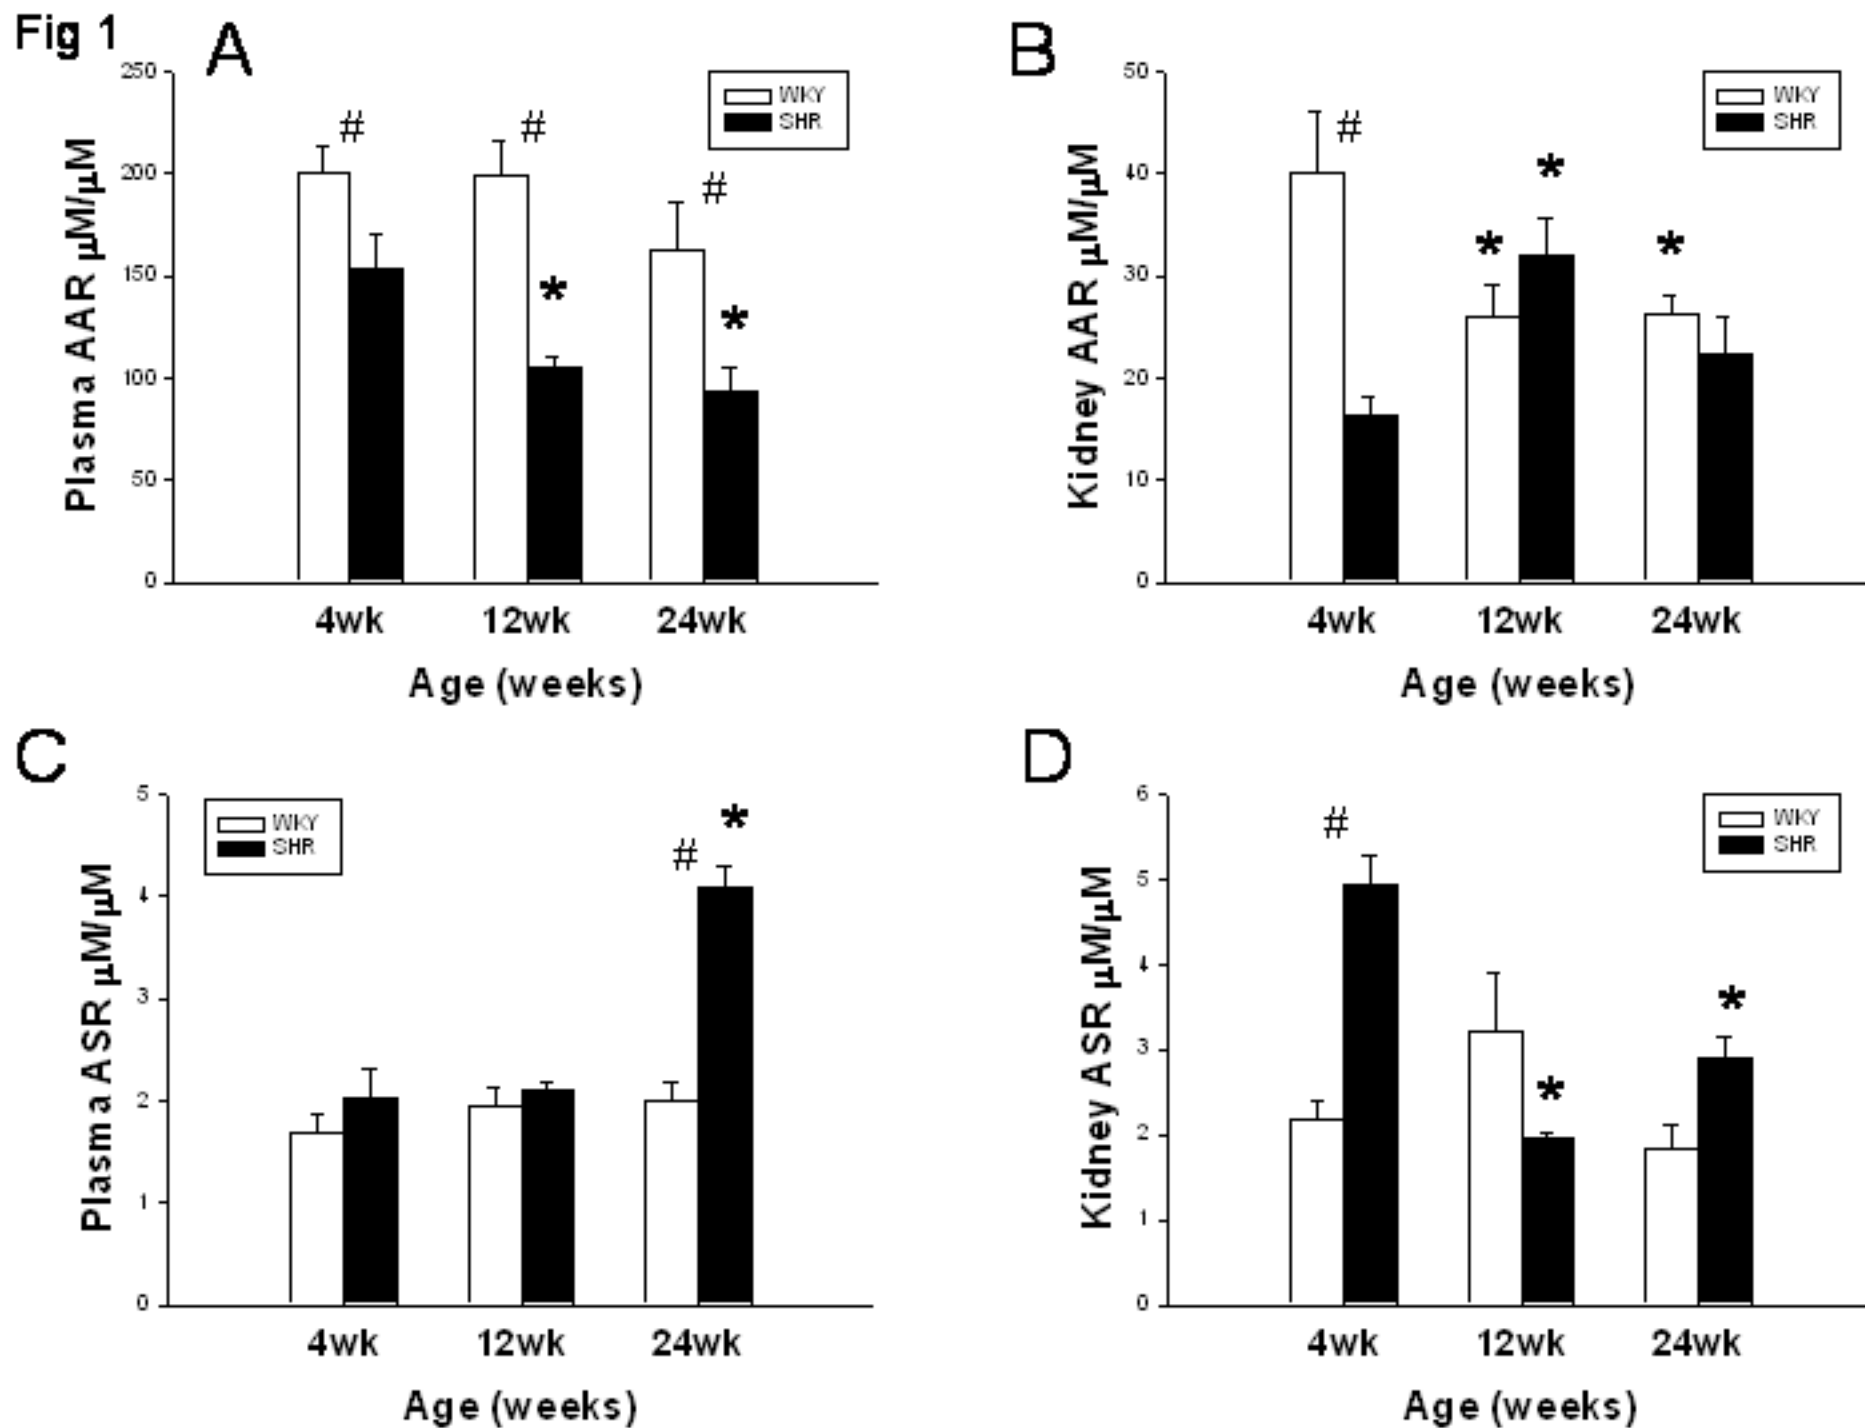 Fig 1
A
Plasma AAR µM/µM
250
200
150
100
50
0
WKY
SHR
#
#
#
*
*
4wk 12wk 24wk
Age (weeks)
B
Kidney AAR µM/µM
50
40
30
20
10
0
WKY
SHR
#
*
*
*
4wk 12wk 24wk
Age (weeks)
C
Plasma ASR µM/µM
5
4
3
2
1
0
WKY
SHR
#
*
4wk 12wk 24wk
Age (weeks)
D
Kidney ASR µM/µM
6
5
4
3
2
1
0
WKY
SHR
#
*
*
4wk 12wk 24wk
Age (weeks)